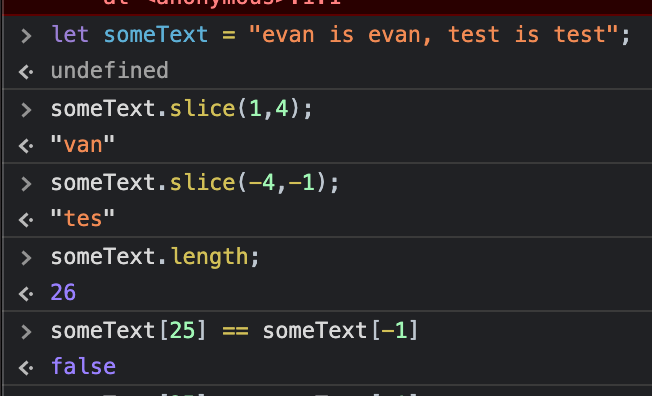 at <anonymous>:1:1
> let someText = "evan is evan, test is test";
<· undefined
> someText.slice(1,4);
<· "van"
> someText.slice(-4,-1);
<· "tes"
> someText.length;
<· 26
> someText[25] == someText[-1]
<· false